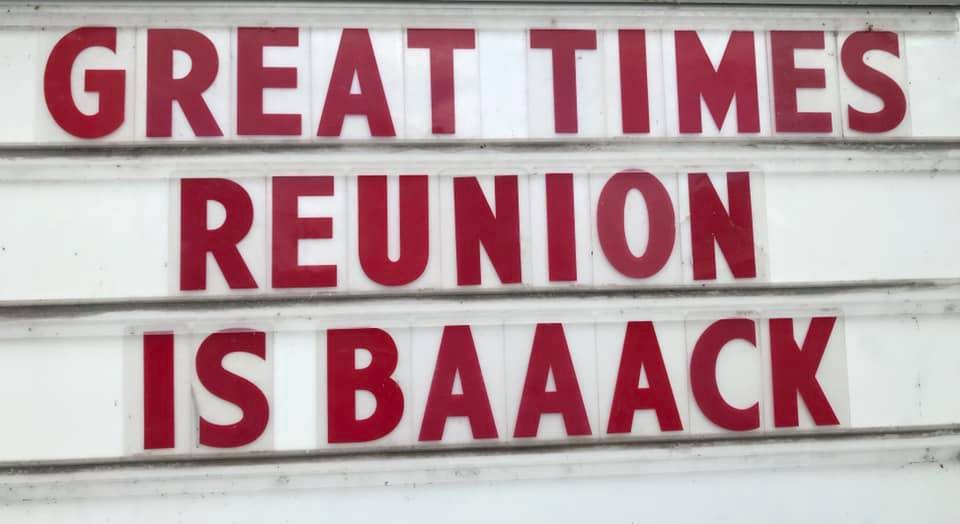 GREAT TIMES
REUNION
IS BAAACK